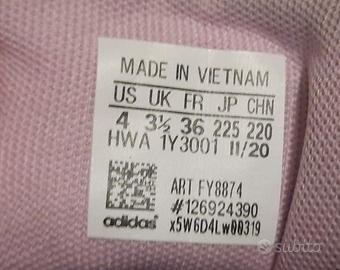 MADE IN VIETNAM
US UK FR JP CHN
4 3½ 36 225 220
HWA 1Y3001 11/20
ART FY8874
#126924390
adidas x5W6D4Lw00319
subito